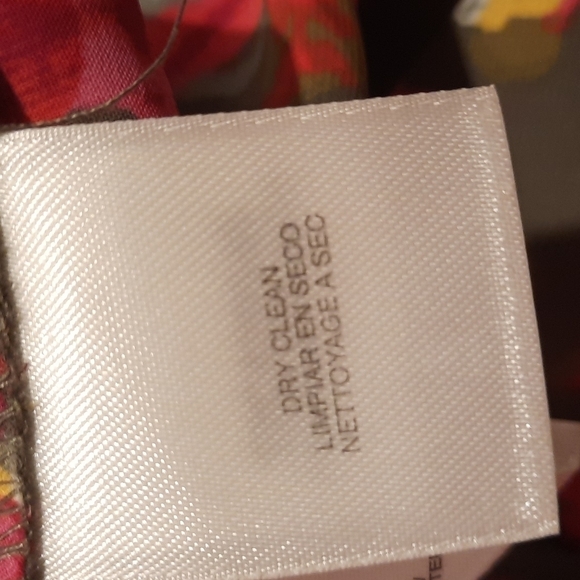 DRY CLEAN
LIMPIAR EN SECO
NETTOYAGE A SEC